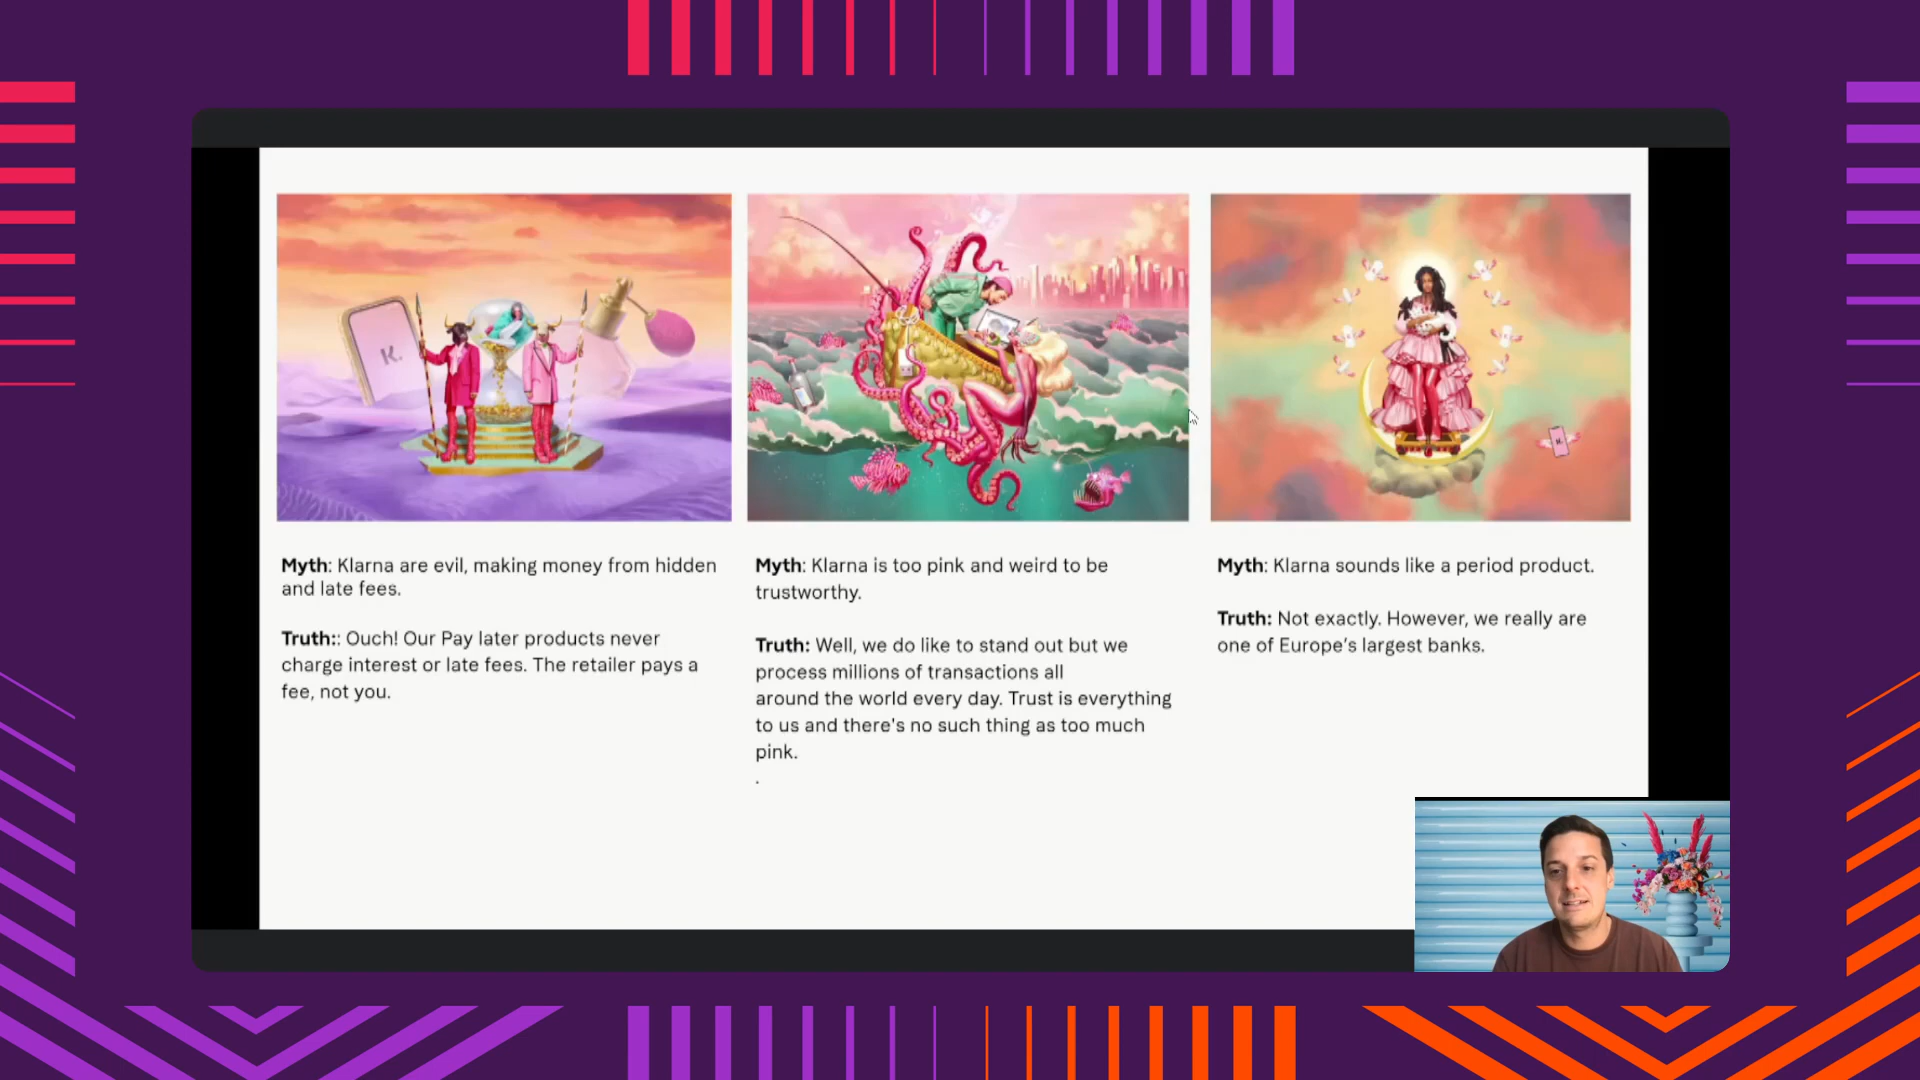 K.
Myth: Klarna are evil, making money from hidden
and late fees.
Truth:: Ouch! Our Pay later products never
charge interest or late fees. The retailer pays a
fee, not you.
Myth: Klarna is too pink and weird to be
trustworthy.
Truth: Well, we do like to stand out but we
process millions of transactions all
around the world every day. Trust is everything
to us and there's no such thing as too much
pink.
.
Myth: Klarna sounds like a period product.
Truth: Not exactly. However, we really are
one of Europe’s largest banks.